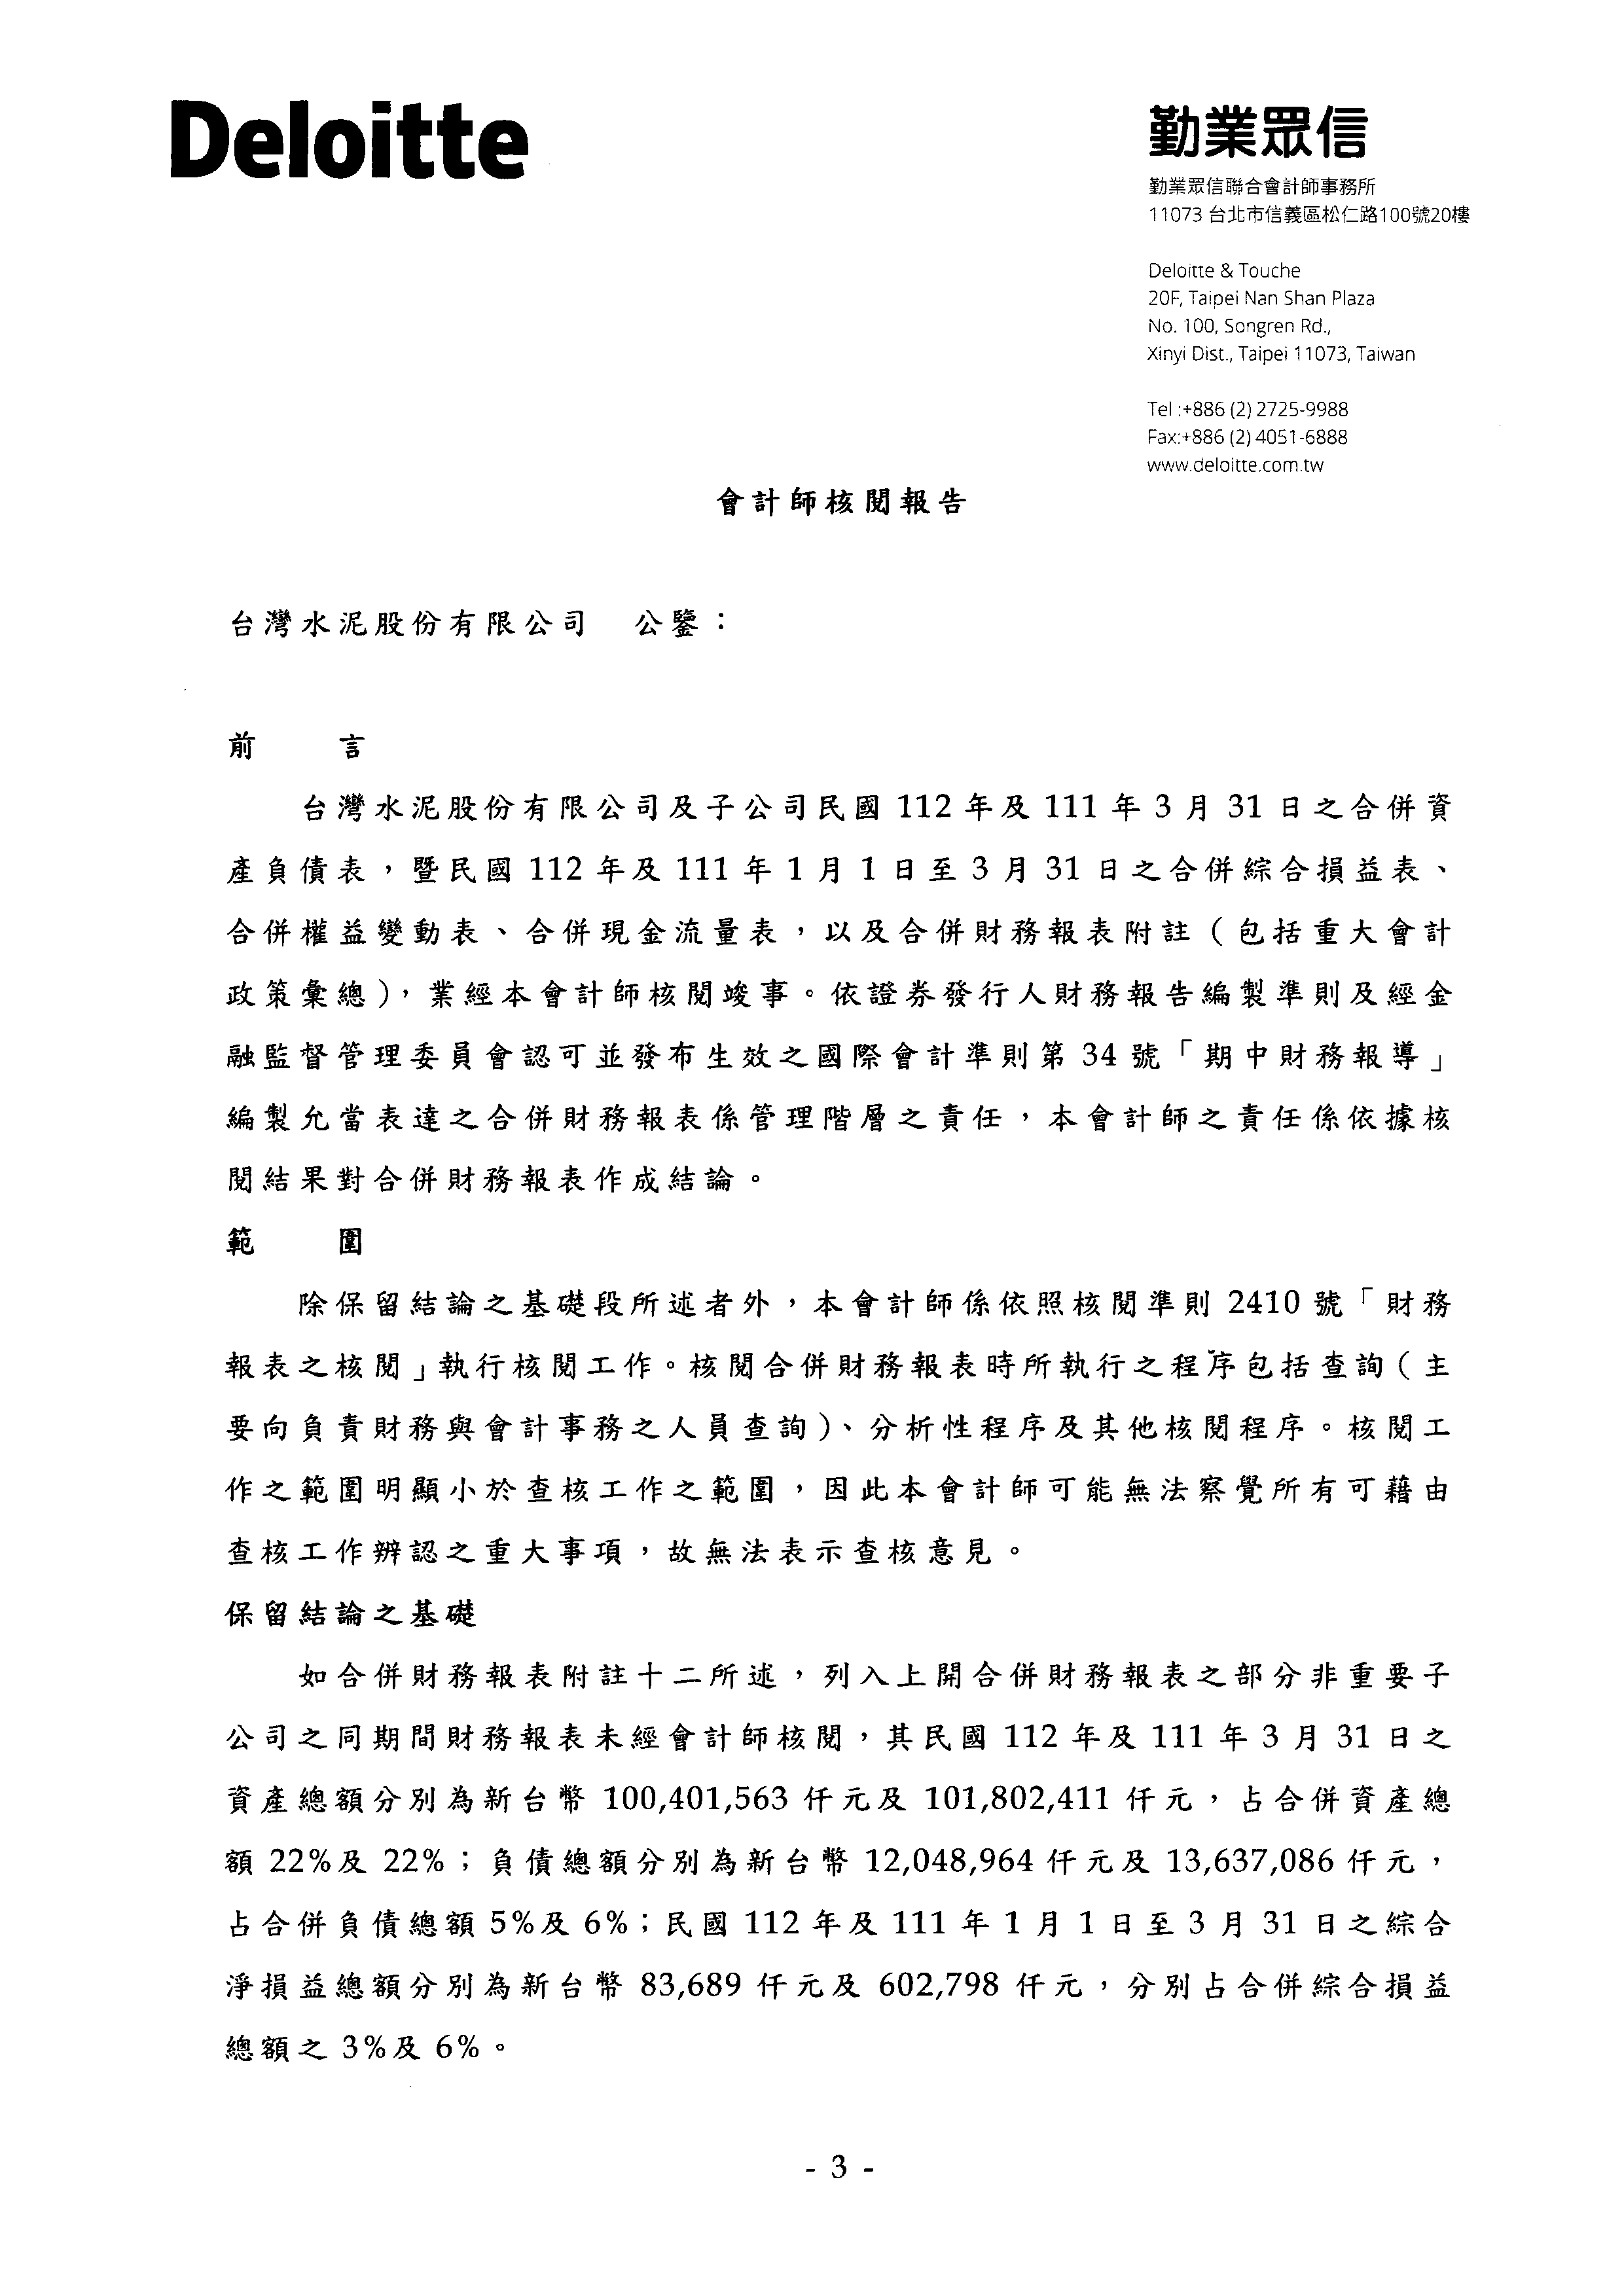 Deloitte
勤業眾信
勤業眾信聯合會計師事務所
11073 台北市信義區松仁路100號20樓
Deloitte & Touche
20F, Taipei Nan Shan Plaza
No. 100, Songren Rd.,
Xinyi Dist., Taipei 11073, Taiwan
Tel :+886 (2) 2725-9988
Fax:+886 (2) 4051-6888
www.deloitte.com.tw
會計師核閱報告
台灣水泥股份有限公司　公鑒：
前　　言
台灣水泥股份有限公司及子公司民國 112 年及 111 年 3 月 31 日之合併資
產負債表，暨民國 112 年及 111 年 1 月 1 日至 3 月 31 日之合併綜合損益表、
合併權益變動表、合併現金流量表，以及合併財務報表附註（包括重大會計
政策彙總），業經本會計師核閱竣事。依證券發行人財務報告編製準則及經金
融監督管理委員會認可並發布生效之國際會計準則第 34 號「期中財務報導」
編製允當表達之合併財務報表係管理階層之責任，本會計師之責任係依據核
閱結果對合併財務報表作成結論。
範　　圍
除保留結論之基礎段所述者外，本會計師係依照核閱準則 2410 號「財務
報表之核閱」執行核閱工作。核閱合併財務報表時所執行之程序包括查詢（主
要向負責財務與會計事務之人員查詢）、分析性程序及其他核閱程序。核閱工
作之範圍明顯小於查核工作之範圍，因此本會計師可能無法察覺所有可藉由
查核工作辨認之重大事項，故無法表示查核意見。
保留結論之基礎
如合併財務報表附註十二所述，列入上開合併財務報表之部分非重要子
公司之同期間財務報表未經會計師核閱，其民國 112 年及 111 年 3 月 31 日之
資產總額分別為新台幣 100,401,563 仟元及 101,802,411 仟元，占合併資產總
額 22%及 22%；負債總額分別為新台幣 12,048,964 仟元及 13,637,086 仟元，
占合併負債總額 5%及 6%；民國 112 年及 111 年 1 月 1 日至 3 月 31 日之綜合
淨損益總額分別為新台幣 83,689 仟元及 602,798 仟元，分別占合併綜合損益
總額之 3%及 6%。
- 3 -